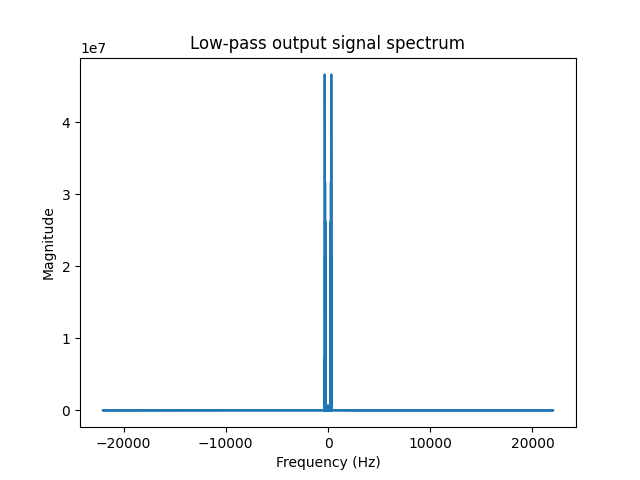 Low-pass output signal spectrum
1e7
4
3
2
1
0
Magnitude
−20000 −10000 0 10000 20000
Frequency (Hz)